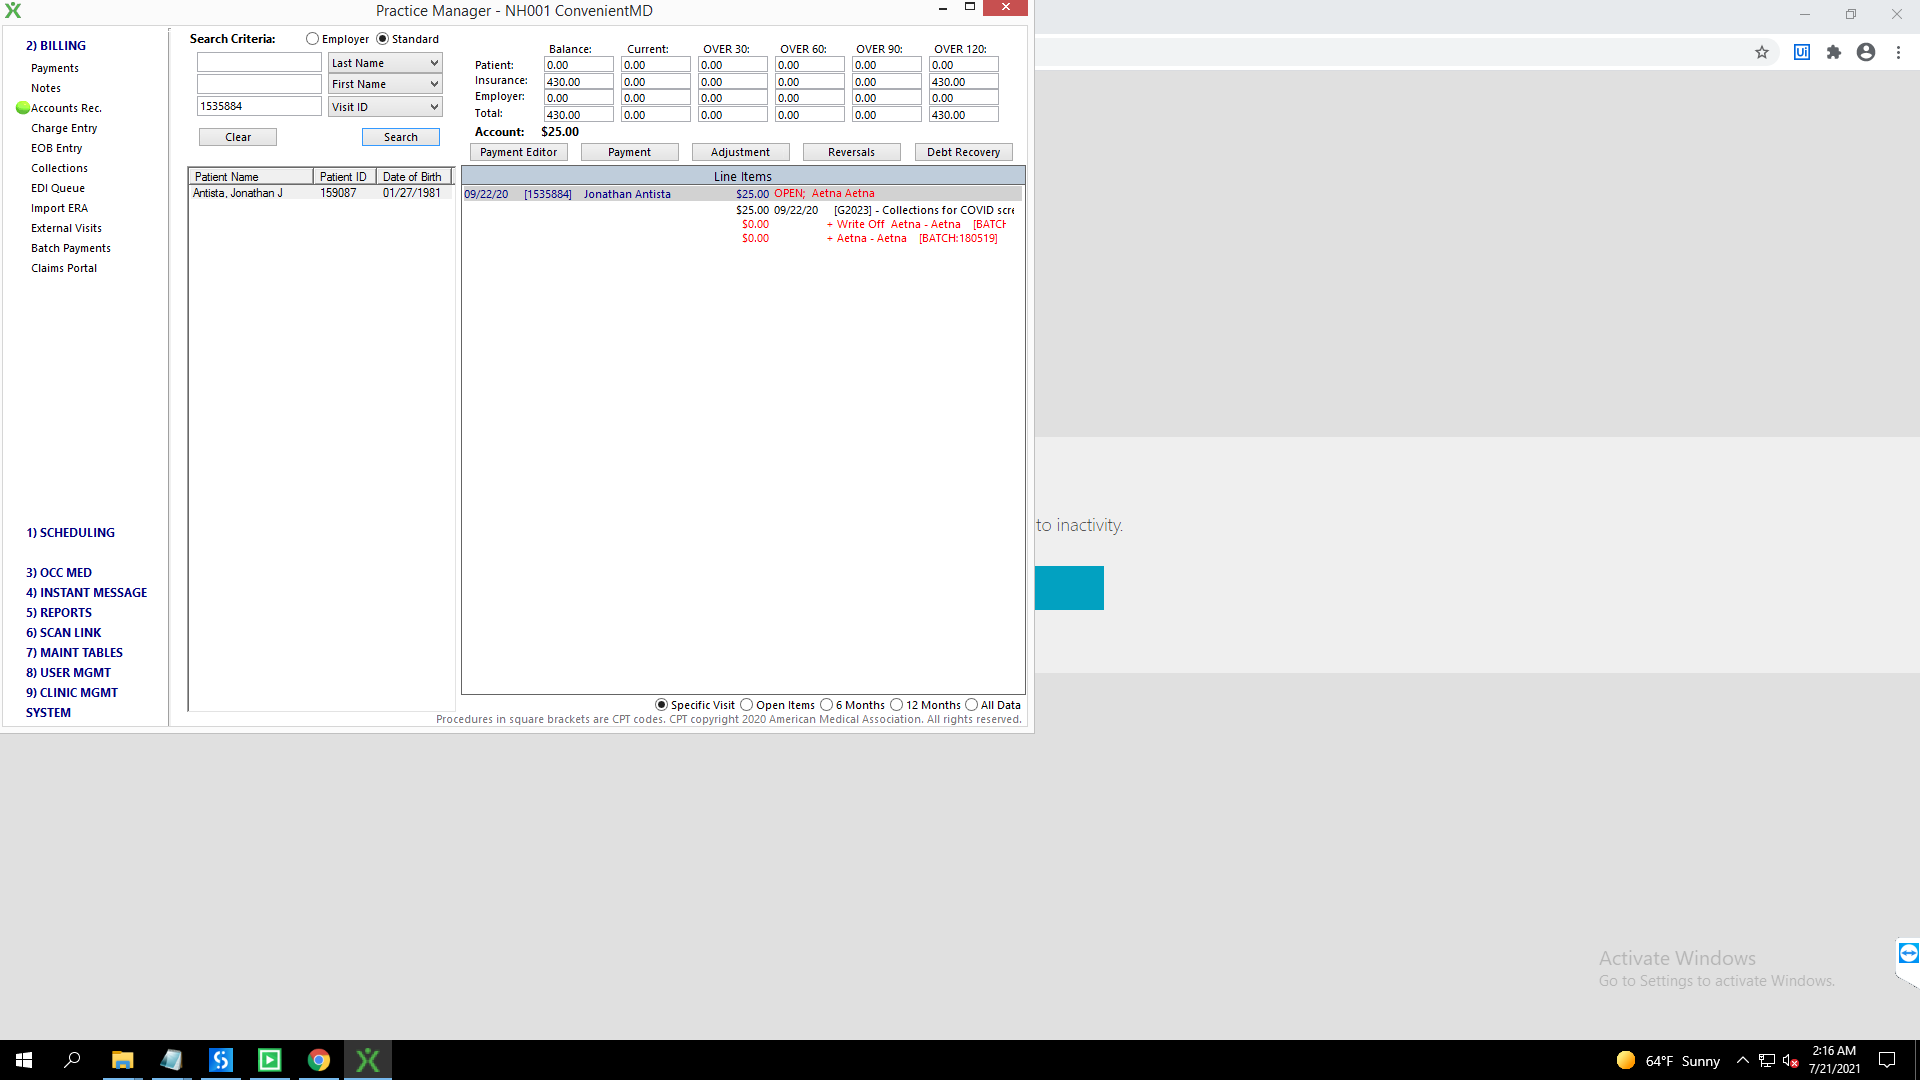 Practice Manager - NH001 ConvenientMD
2) BILLING
Payments
Notes
Accounts Rec.
Charge Entry
EOB Entry
Collections
EDI Queue
Import ERA
External Visits
Batch Payments
Claims Portal
1) SCHEDULING
3) OCC MED
4) INSTANT MESSAGE
5) REPORTS
6) SCAN LINK
7) MAINT TABLES
8) USER MGMT
9) CLINIC MGMT
SYSTEM
Search Criteria: Employer Standard
Last Name
First Name
1535884 Visit ID
Clear Search
Patient Name Patient ID Date of Birth
Antista, Jonathan J 159087 01/27/1981
Balance: Current: OVER 30: OVER 60: OVER 90: OVER 120:
Patient: 0.00 0.00 0.00 0.00 0.00 0.00
Insurance: 430.00 0.00 0.00 0.00 0.00 430.00
Employer: 0.00 0.00 0.00 0.00 0.00 0.00
Total: 430.00 0.00 0.00 0.00 0.00 430.00
Account: $25.00
Payment Editor Payment Adjustment Reversals Debt Recovery
Line Items
09/22/20 [1535884] Jonathan Antista $25.00 OPEN; Aetna Aetna
$25.00 09/22/20 [G2023] - Collections for COVID scre
$0.00 + Write Off Aetna - Aetna [BATCH
$0.00 + Aetna - Aetna [BATCH:180519]
Specific Visit Open Items 6 Months 12 Months All Data
Procedures in square brackets are CPT codes. CPT copyright 2020 American Medical Association. All rights reserved.
Ui
to inactivity.
Activate Windows
Go to Settings to activate Windows.
64°F Sunny
2:16 AM
7/21/2021